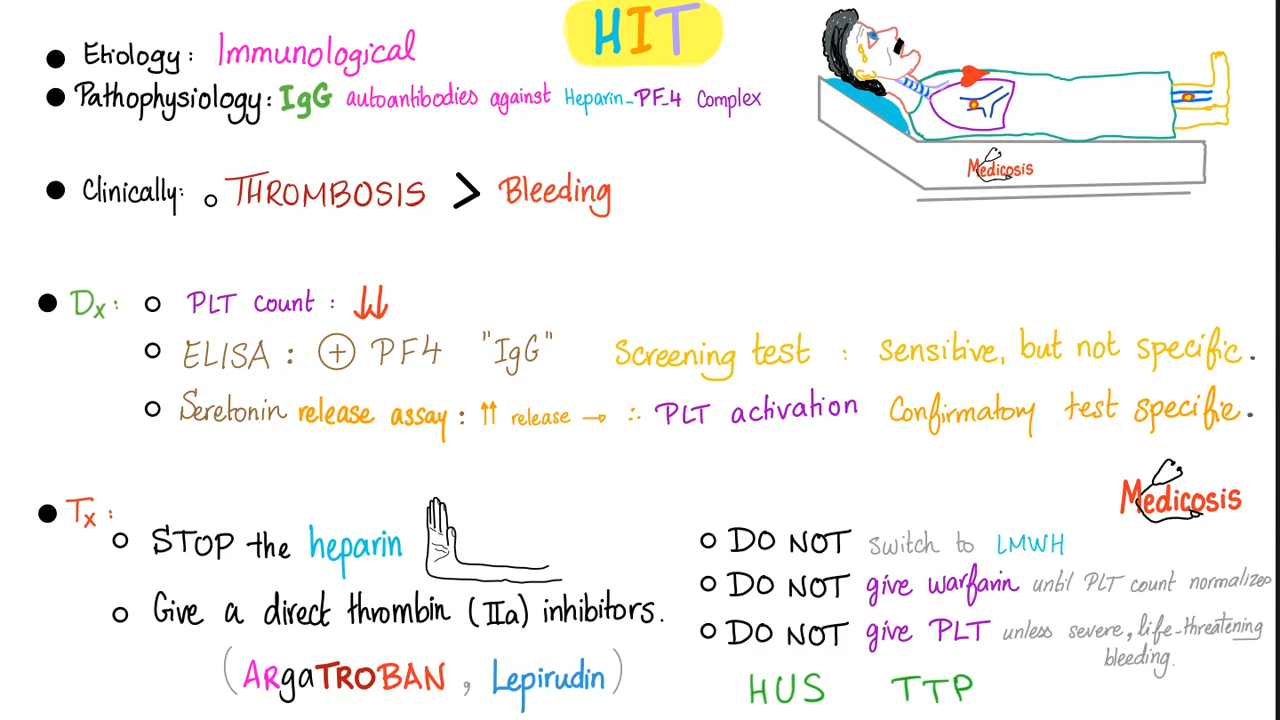 HIT
Etiology: Immunological
Pathophysiology: IgG autoantibodies against Heparin-PF-4 Complex
Medicosis
Clinically: THROMBOSIS > Bleeding
Dx: PLT count: ↓↓
ELISA: ⊕ PF4 "IgG" Screening test: sensitive, but not specific.
Seretonin release assay: ↑↑ release → ∴ PLT activation Confirmatory test specific.
Medicosis
Tx:
STOP the heparin
Give a direct thrombin (IIa) inhibitors.
(ARgaTROBAN, Lepirudin)
DO NOT switch to LMWH
DO NOT give warfarin until PLT count normalized
DO NOT give PLT unless severe, life-threatening
bleeding.
HUS TTP